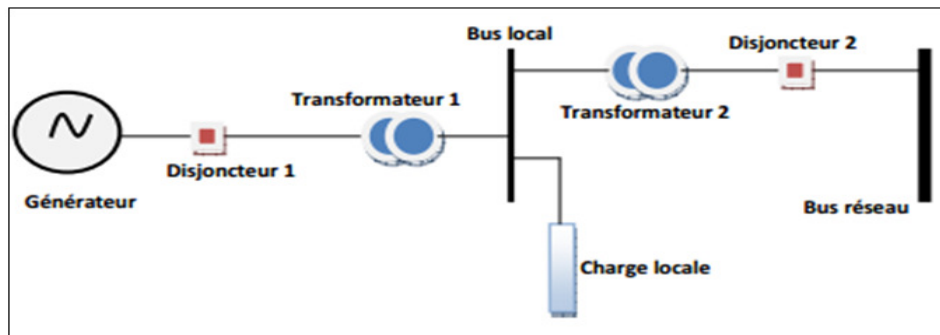 Bus local
Disjoncteur 2
Transformateur 1
Transformateur 2
Disjoncteur 1
Générateur
Bus réseau
Charge locale